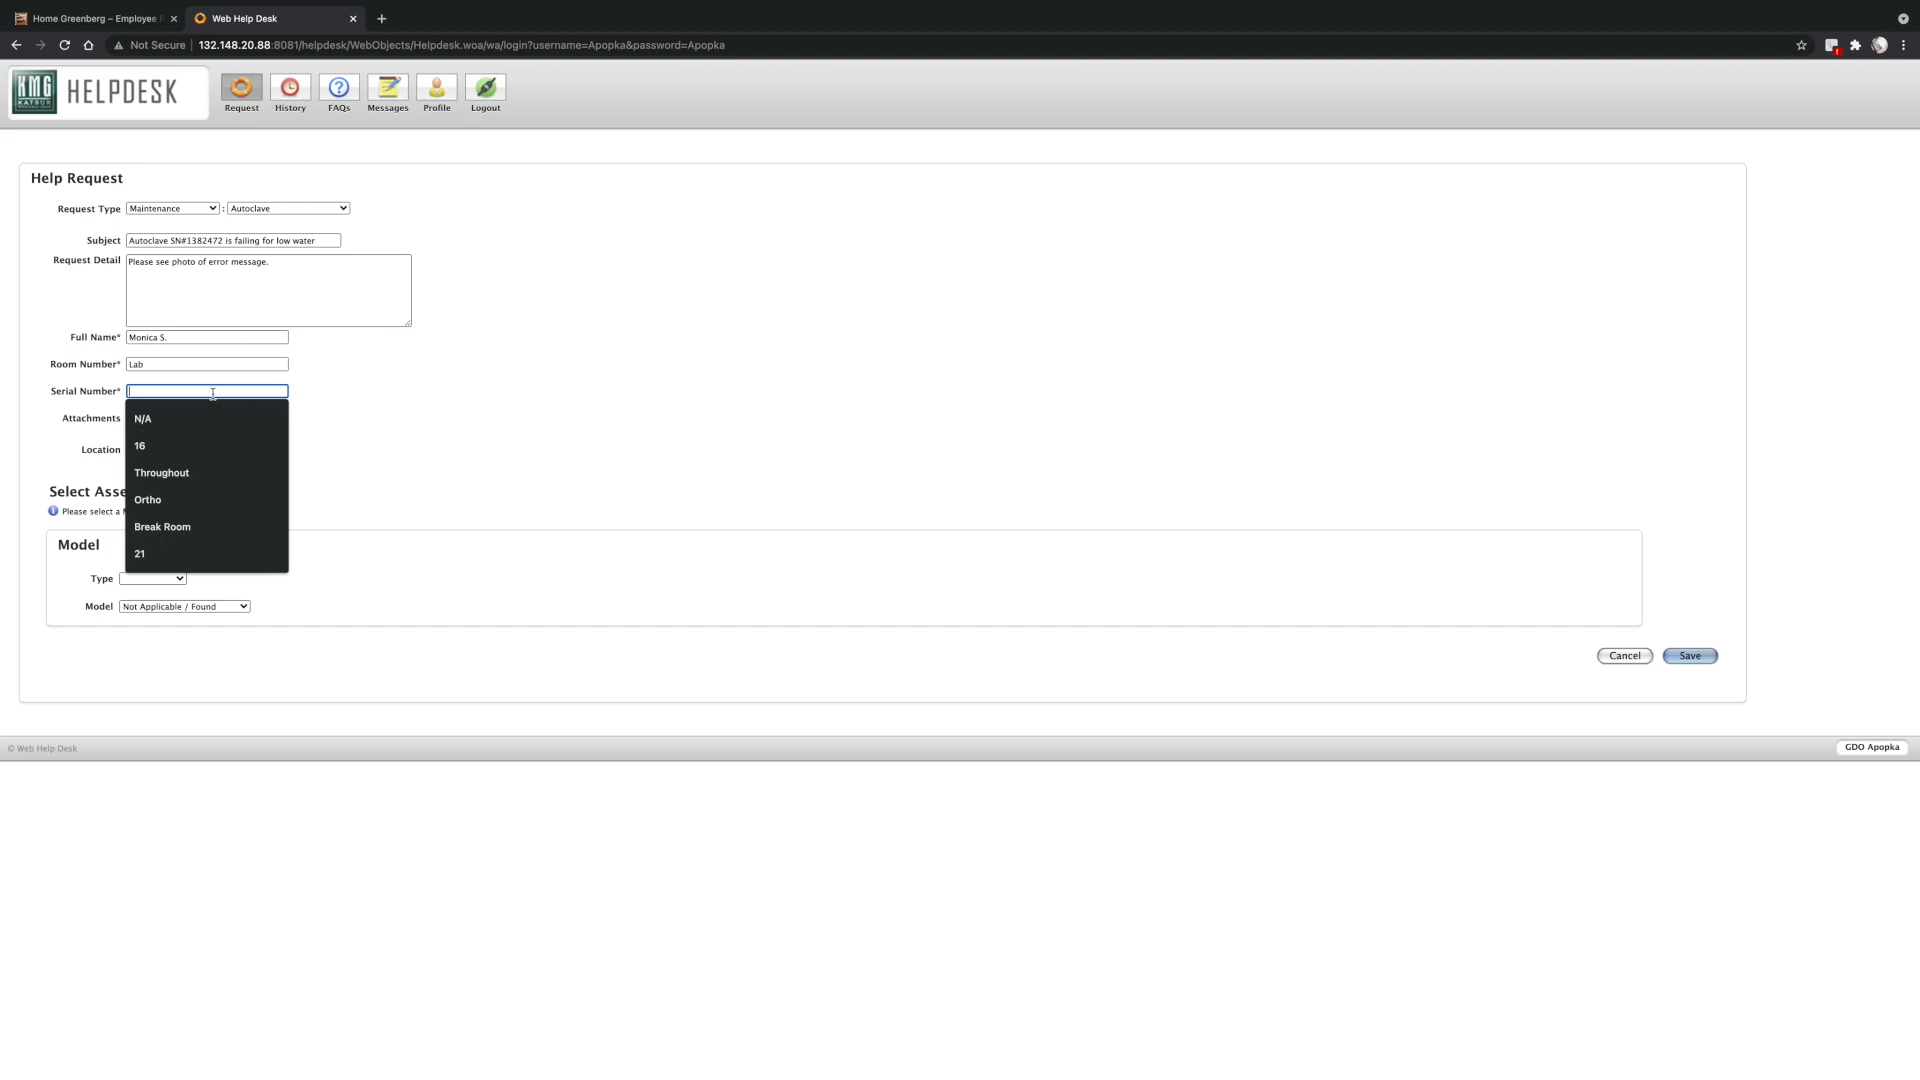 Home Greenberg – Employee
Web Help Desk
Not Secure 132.148.20.88:8081/helpdesk/WebObjects/Helpdesk.woa/wa/login?username=Apopka&password=Apopka
KMG
KATSUR
HELPDESK
Request
History
FAQs
Messages
Profile
Logout
Help Request
Request Type Maintenance : Autoclave
Subject Autoclave SN#1382472 is failing for low water
Request Detail Please see photo of error message.
Full Name* Monica S.
Room Number* Lab
Serial Number*
Attachments
N/A
16
Location
Throughout
Select Asse
Ortho
Please select a
Break Room
Model
21
Type
Model Not Applicable / Found
Cancel
Save
© Web Help Desk
GDO Apopka